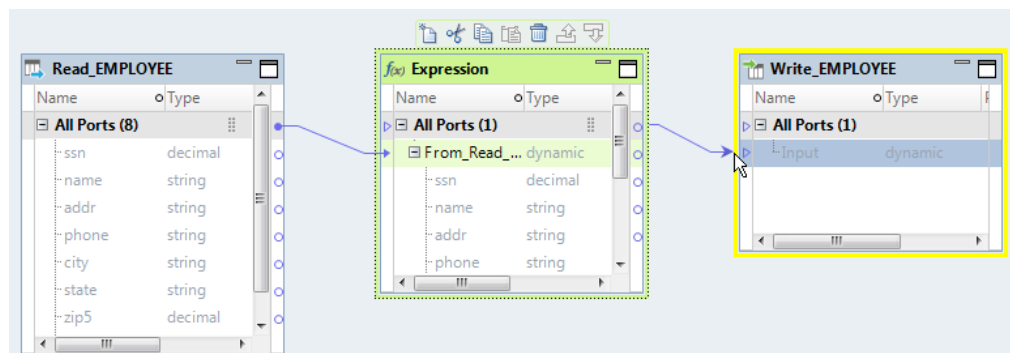 Read_EMPLOYEE
Name Type
All Ports (8)
ssn decimal
name string
addr string
phone string
city string
state string
zip5 decimal
f(x) Expression
Name Type
All Ports (1)
From_Read_... dynamic
ssn decimal
name string
addr string
phone string
Write_EMPLOYEE
Name Type
All Ports (1)
Input dynamic